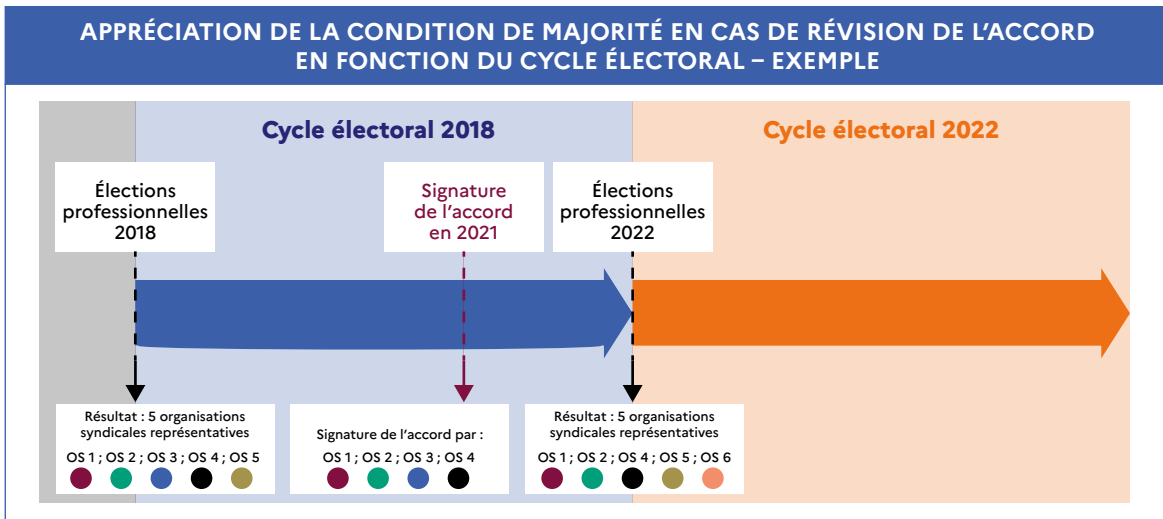 APPRÉCIATION DE LA CONDITION DE MAJORITÉ EN CAS DE RÉVISION DE L’ACCORD
EN FONCTION DU CYCLE ÉLECTORAL – EXEMPLE
Cycle électoral 2018
Cycle électoral 2022
Élections
professionnelles
2018
Signature
de l’accord
en 2021
Élections
professionnelles
2022
Résultat : 5 organisations
syndicales représentatives
OS 1 ; OS 2 ; OS 3 ; OS 4 ; OS 5
Signature de l’accord par :
OS 1 ; OS 2 ; OS 3 ; OS 4
Résultat : 5 organisations
syndicales représentatives
OS 1 ; OS 2 ; OS 4 ; OS 5 ; OS 6